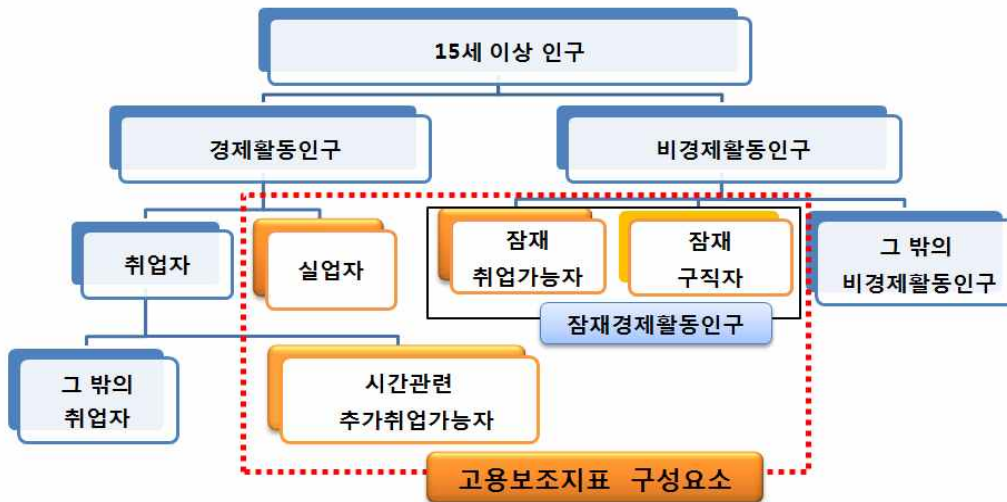 15세 이상 인구
경제활동인구
비경제활동인구
취업자
실업자
잠재
취업가능자
잠재
구직자
그 밖의
비경제활동인구
잠재경제활동인구
그 밖의
취업자
시간관련
추가취업가능자
고용보조지표 구성요소